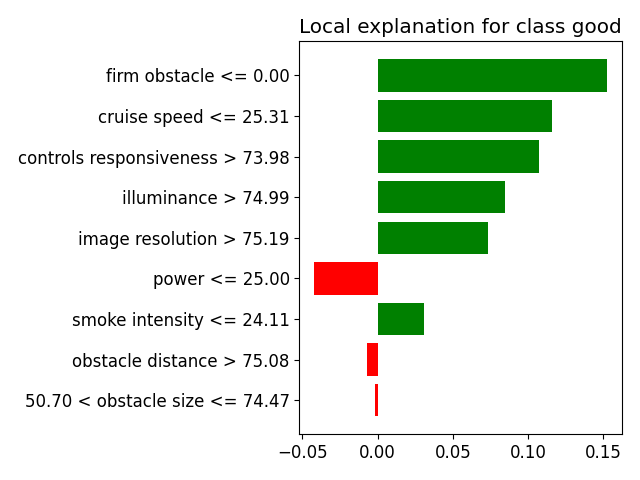 Local explanation for class good
firm obstacle <= 0.00
cruise speed <= 25.31
controls responsiveness > 73.98
illuminance > 74.99
image resolution > 75.19
power <= 25.00
smoke intensity <= 24.11
obstacle distance > 75.08
50.70 < obstacle size <= 74.47
−0.05 0.00 0.05 0.10 0.15